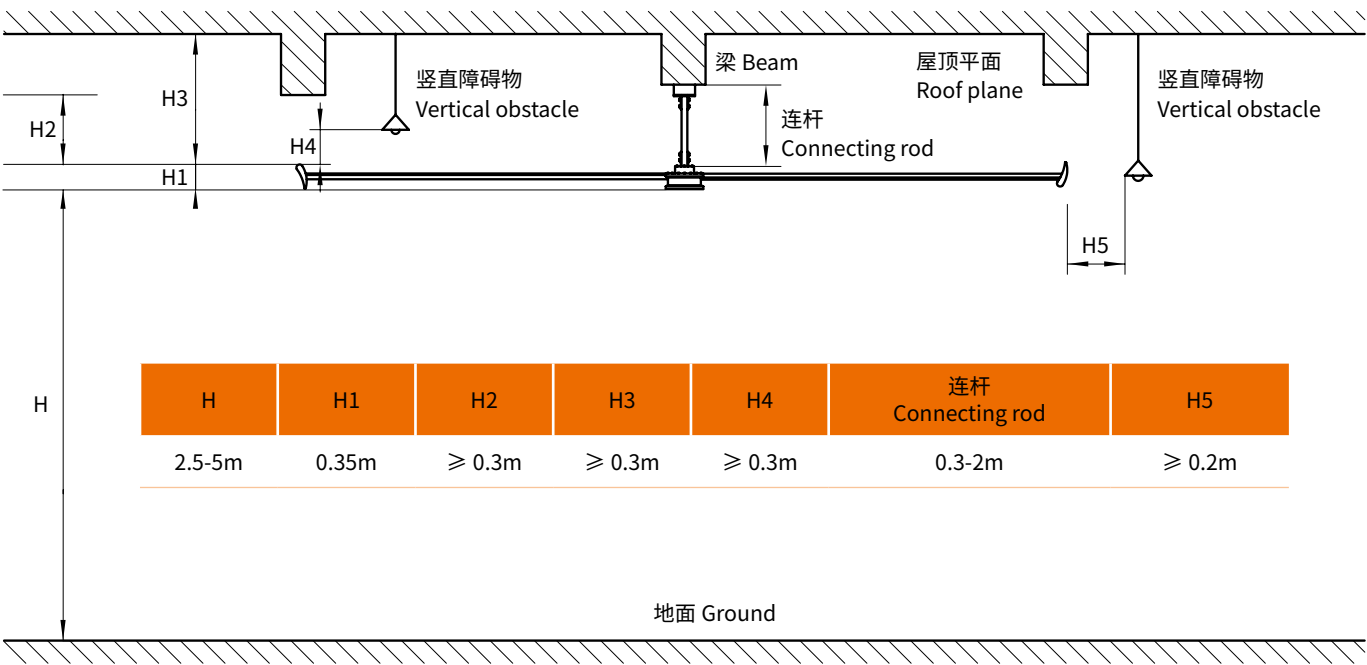 梁 Beam
屋顶平面
Roof plane
竖直障碍物
Vertical obstacle
竖直障碍物
Vertical obstacle
H3
H2
H4
连杆
Connecting rod
H1
H5
H
H H1 H2 H3 H4 连杆 Connecting rod H5
2.5-5m 0.35m ≥ 0.3m ≥ 0.3m ≥ 0.3m 0.3-2m ≥ 0.2m
地面 Ground